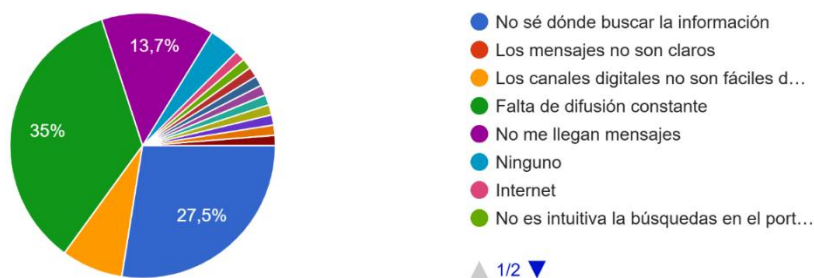 13,7%
35%
27,5%
No sé dónde buscar la información
Los mensajes no son claros
Los canales digitales no son fáciles d…
Falta de difusión constante
No me llegan mensajes
Ninguno
Internet
No es intuitiva la búsquedas en el port…
1/2